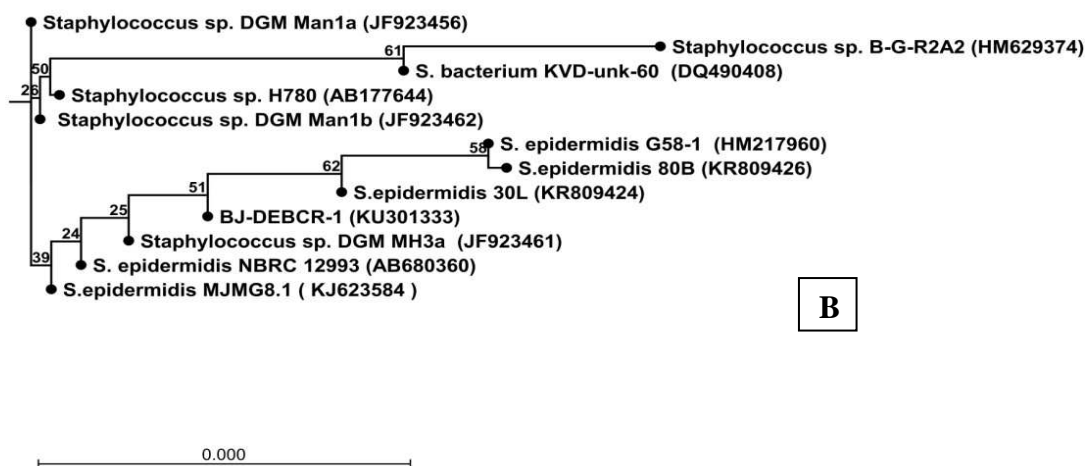 Staphylococcus sp. DGM Man1a (JF923456)
61
Staphylococcus sp. B-G-R2A2 (HM629374)
50
S. bacterium KVD-unk-60 (DQ490408)
26
Staphylococcus sp. H780 (AB177644)
Staphylococcus sp. DGM Man1b (JF923462)
58
S. epidermidis G58-1 (HM217960)
62
S.epidermidis 80B (KR809426)
51
S.epidermidis 30L (KR809424)
25
BJ-DEBCR-1 (KU301333)
24
Staphylococcus sp. DGM MH3a (JF923461)
39
S. epidermidis NBRC 12993 (AB680360)
S.epidermidis MJMG8.1 ( KJ623584 )
B
0.000